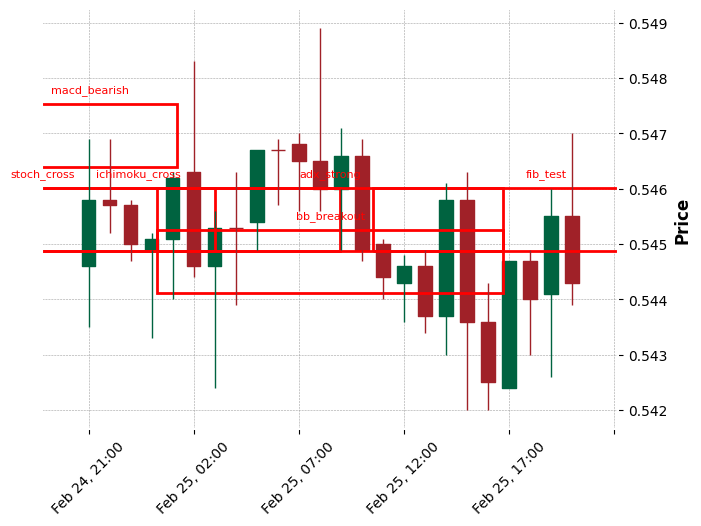 0.549
0.548
macd_bearish
0.547
stoch_cross
ichimoku_cross
fib_test
0.546
bb_breakout
0.545
0.544
0.543
0.542
Price
Feb 24, 21:00
Feb 25, 02:00
Feb 25, 07:00
Feb 25, 12:00
Feb 25, 17:00